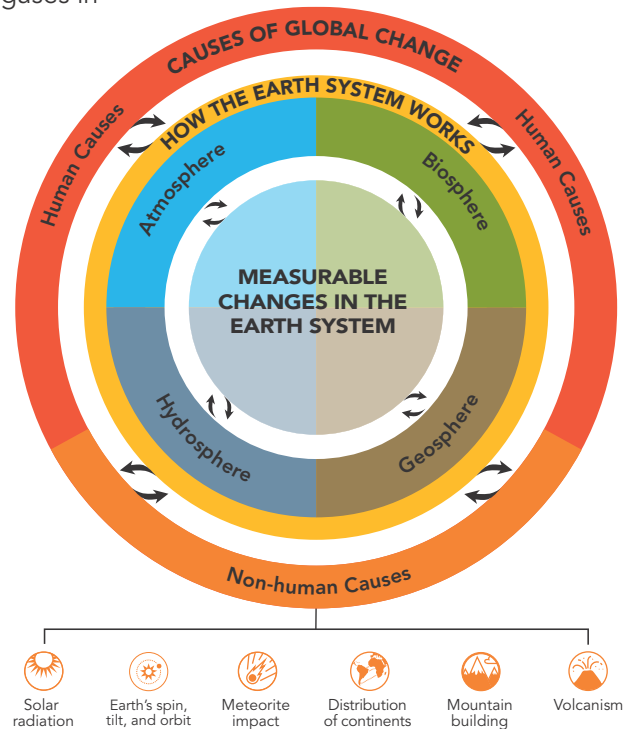 gases in
CAUSES OF GLOBAL CHANGE
Human Causes
Human Causes
HOW THE EARTH SYSTEM WORKS
Atmosphere
Biosphere
MEASURABLE
CHANGES IN THE
EARTH SYSTEM
Hydrosphere
Geosphere
Non-human Causes
Solar
radiation
Earth's spin,
tilt, and orbit
Meteorite
impact
Distribution
of continents
Mountain
building
Volcanism